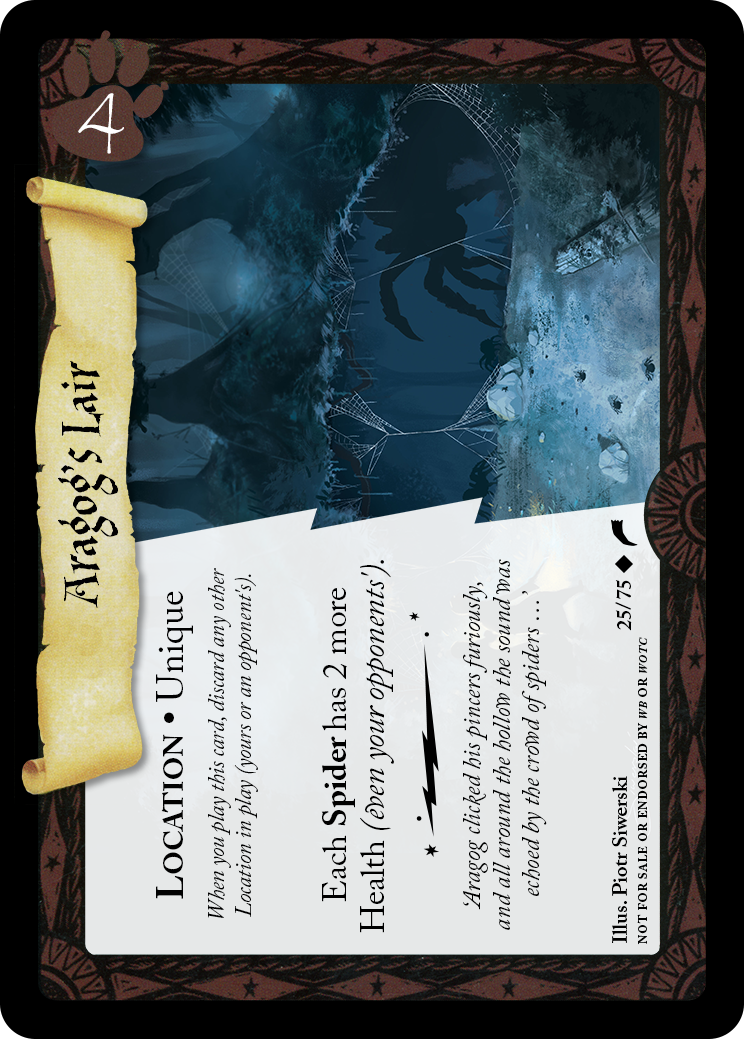 4
Aragog's Lair
LOCATION • Unique
When you play this card, discard any other
Location in play (yours or an opponent's).
Each Spider has 2 more
Health (even your opponents').
'Aragog clicked his pincers furiously,
and all around the hollow the sound was
echoed by the crowd of spiders …'
Illus. Piotr Siwerski
NOT FOR SALE OR ENDORSED BY WB OR WOTC
25/75 ◆